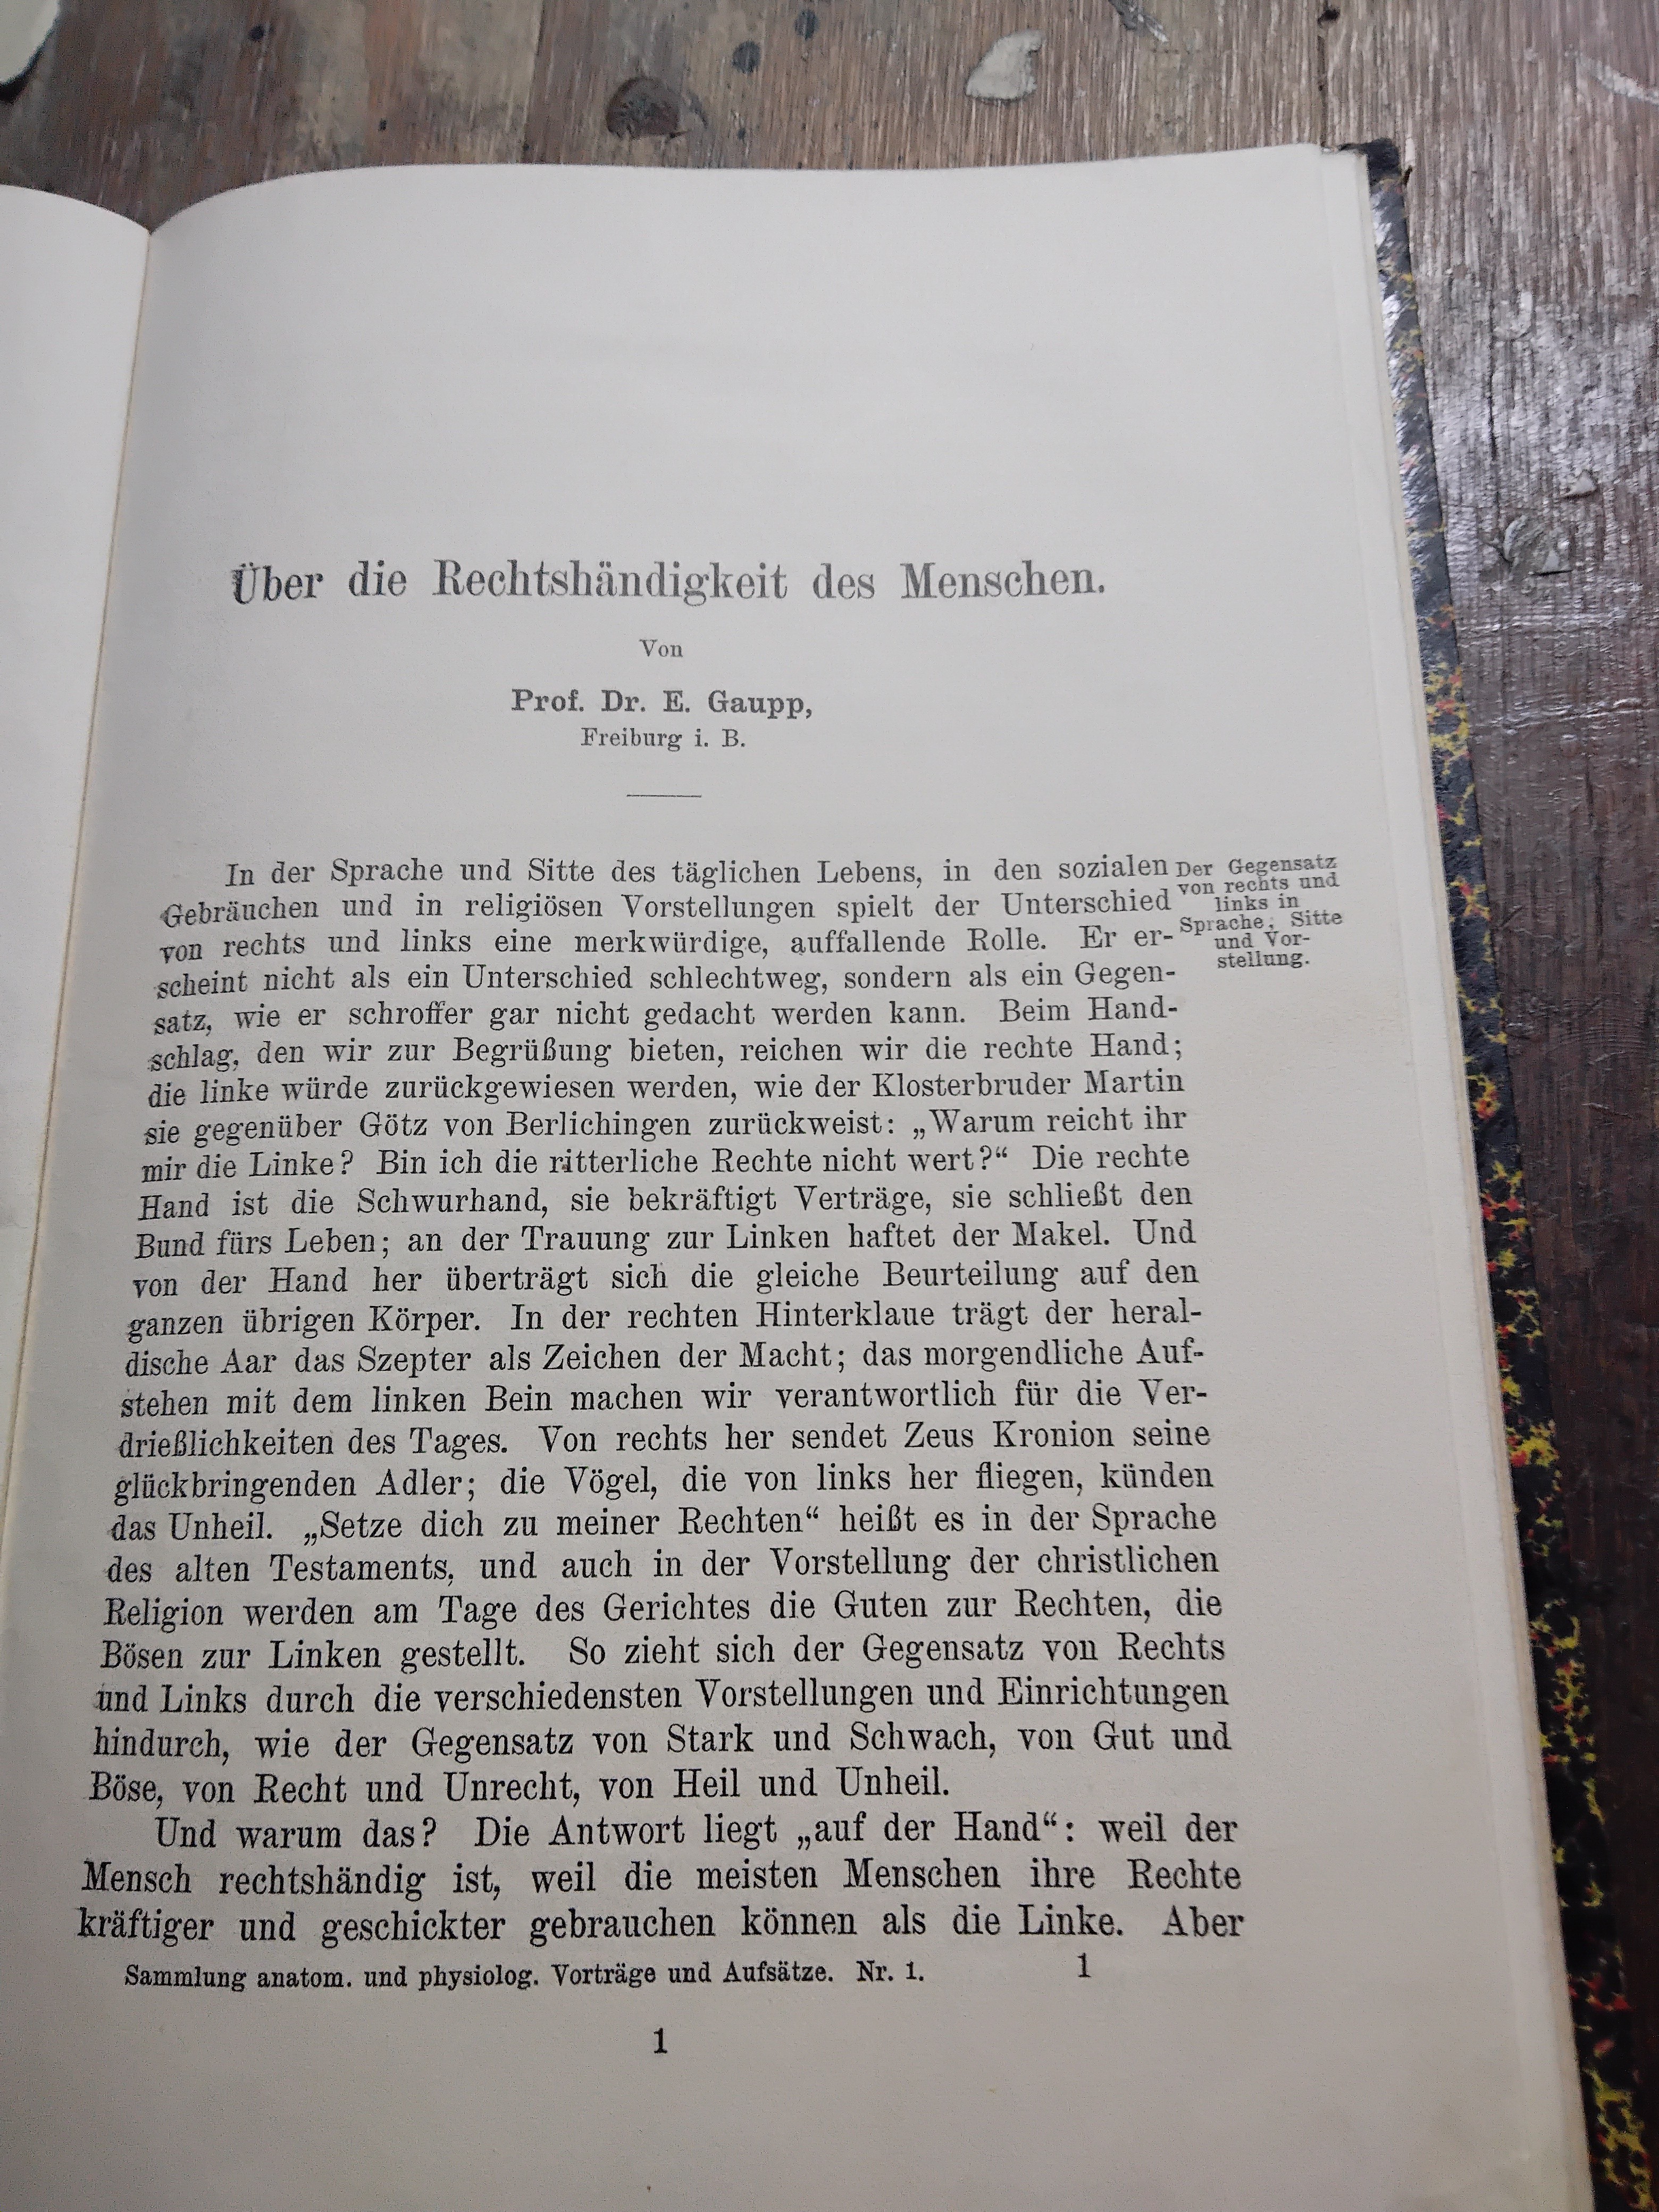 Über die Rechtshändigkeit des Menschen.
Von
Prof. Dr. E. Gaupp,
Freiburg i. B.
In der Sprache und Sitte des täglichen Lebens, in den sozialen
Gebräuchen und in religiösen Vorstellungen spielt der Unterschied
von rechts und links eine merkwürdige, auffallende Rolle. Er er-
scheint nicht als ein Unterschied schlechtweg, sondern als ein Gegen-
satz, wie er schroffer gar nicht gedacht werden kann. Beim Hand-
schlag, den wir zur Begrüßung bieten, reichen wir die rechte Hand;
die linke würde zurückgewiesen werden, wie der Klosterbruder Martin
sie gegenüber Götz von Berlichingen zurückweist: „Warum reicht ihr
mir die Linke? Bin ich die ritterliche Rechte nicht wert?“ Die rechte
Hand ist die Schwurhand, sie bekräftigt Verträge, sie schließt den
Bund fürs Leben; an der Trauung zur Linken haftet der Makel. Und
von der Hand her überträgt sich die gleiche Beurteilung auf den
ganzen übrigen Körper. In der rechten Hinterklaue trägt der heral-
dische Aar das Szepter als Zeichen der Macht; das morgendliche Auf-
stehen mit dem linken Bein machen wir verantwortlich für die Ver-
drießlichkeiten des Tages. Von rechts her sendet Zeus Kronion seine
glückbringenden Adler; die Vögel, die von links her fliegen, künden
das Unheil. „Setze dich zu meiner Rechten“ heißt es in der Sprache
des alten Testaments, und auch in der Vorstellung der christlichen
Religion werden am Tage des Gerichtes die Guten zur Rechten, die
Bösen zur Linken gestellt. So zieht sich der Gegensatz von Rechts
und Links durch die verschiedensten Vorstellungen und Einrichtungen
hindurch, wie der Gegensatz von Stark und Schwach, von Gut und
Böse, von Recht und Unrecht, von Heil und Unheil.
Und warum das? Die Antwort liegt „auf der Hand“: weil der
Mensch rechtshändig ist, weil die meisten Menschen ihre Rechte
kräftiger und geschickter gebrauchen können als die Linke. Aber
Der Gegensatz
von rechts und
links in
Sprache, Sitte
und Vor-
stellung.
Sammlung anatom. und physiolog. Vorträge und Aufsätze. Nr. 1. 1
1